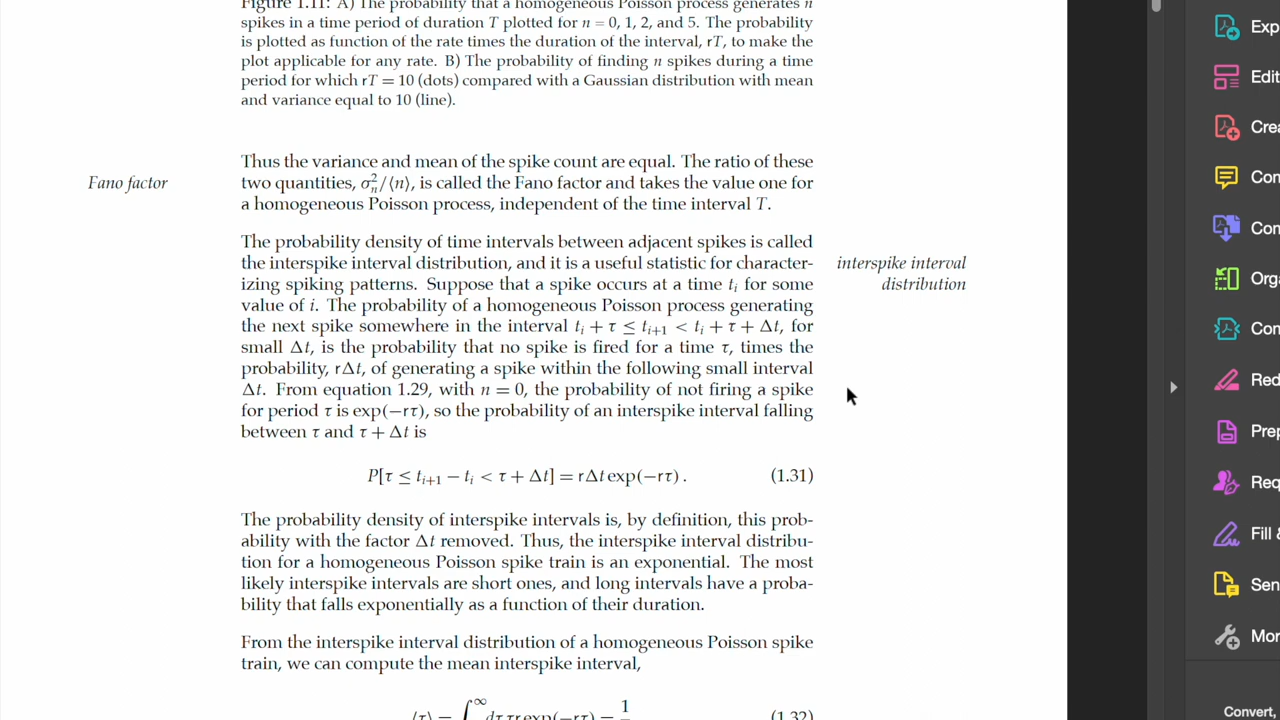 Figure 1.11: A) The probability that a homogeneous Poisson process generates n
spikes in a time period of duration T plotted for n = 0, 1, 2, and 5. The probability
is plotted as function of the rate times the duration of the interval, rT, to make the
plot applicable for any rate. B) The probability of finding n spikes during a time
period for which rT = 10 (dots) compared with a Gaussian distribution with mean
and variance equal to 10 (line).
Thus the variance and mean of the spike count are equal. The ratio of these
Fano factor
two quantities, σ²ₙ/⟨n⟩, is called the Fano factor and takes the value one for
a homogeneous Poisson process, independent of the time interval T.
The probability density of time intervals between adjacent spikes is called
the interspike interval distribution, and it is a useful statistic for character-
interspike interval
izing spiking patterns. Suppose that a spike occurs at a time tᵢ for some
distribution
value of i. The probability of a homogeneous Poisson process generating
the next spike somewhere in the interval tᵢ + τ ≤ tᵢ₊₁ < tᵢ + τ + Δt, for
small Δt, is the probability that no spike is fired for a time τ, times the
probability, rΔt, of generating a spike within the following small interval
Δt. From equation 1.29, with n = 0, the probability of not firing a spike
for period τ is exp(−rτ), so the probability of an interspike interval falling
between τ and τ + Δt is
P[τ ≤ tᵢ₊₁ − tᵢ < τ + Δt] = rΔt exp(−rτ). (1.31)
The probability density of interspike intervals is, by definition, this prob-
ability with the factor Δt removed. Thus, the interspike interval distribu-
tion for a homogeneous Poisson spike train is an exponential. The most
likely interspike intervals are short ones, and long intervals have a proba-
bility that falls exponentially as a function of their duration.
From the interspike interval distribution of a homogeneous Poisson spike
train, we can compute the mean interspike interval,
⟨τ⟩ = ∫ ∞ dτ τr exp(−rτ) = 1 (1.32)
Exp
Edit
Crea
Com
Com
Orga
Com
Red
Prep
Req
Fill &
Sen
Mor
Convert,